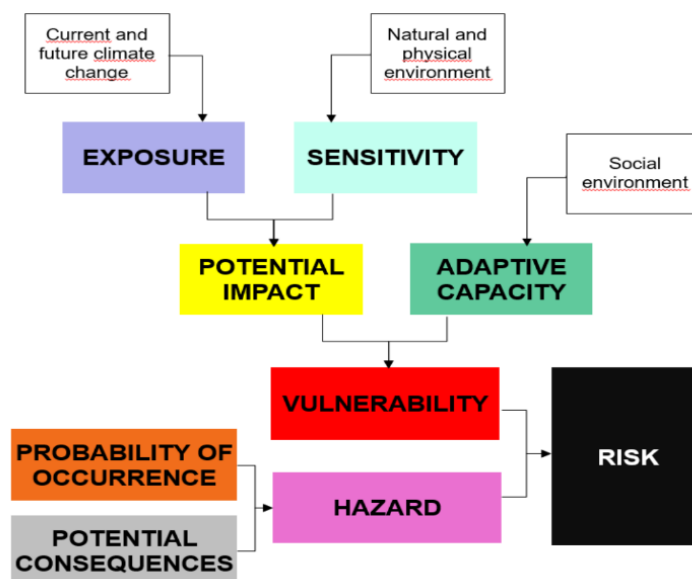 Current and
future climate
change
Natural and
physical
environment
EXPOSURE
SENSITIVITY
Social
environment
POTENTIAL
IMPACT
ADAPTIVE
CAPACITY
VULNERABILITY
PROBABILITY OF
OCCURRENCE
RISK
HAZARD
POTENTIAL
CONSEQUENCES